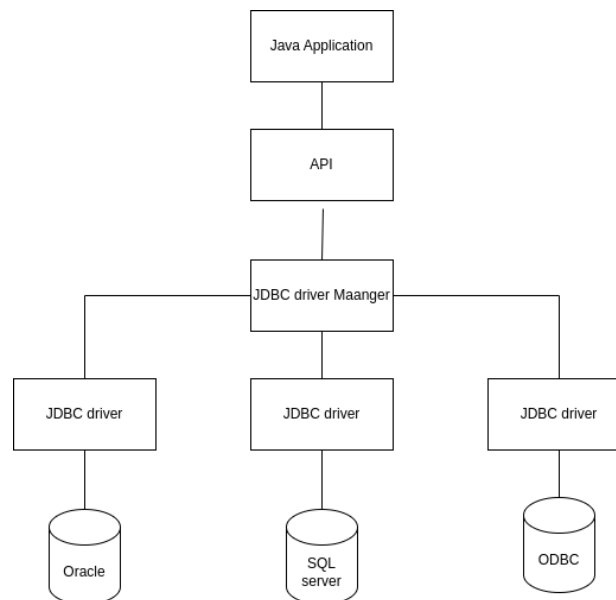 Java Application
API
JDBC driver Maanger
JDBC driver
JDBC driver
JDBC driver
Oracle
SQL
server
ODBC